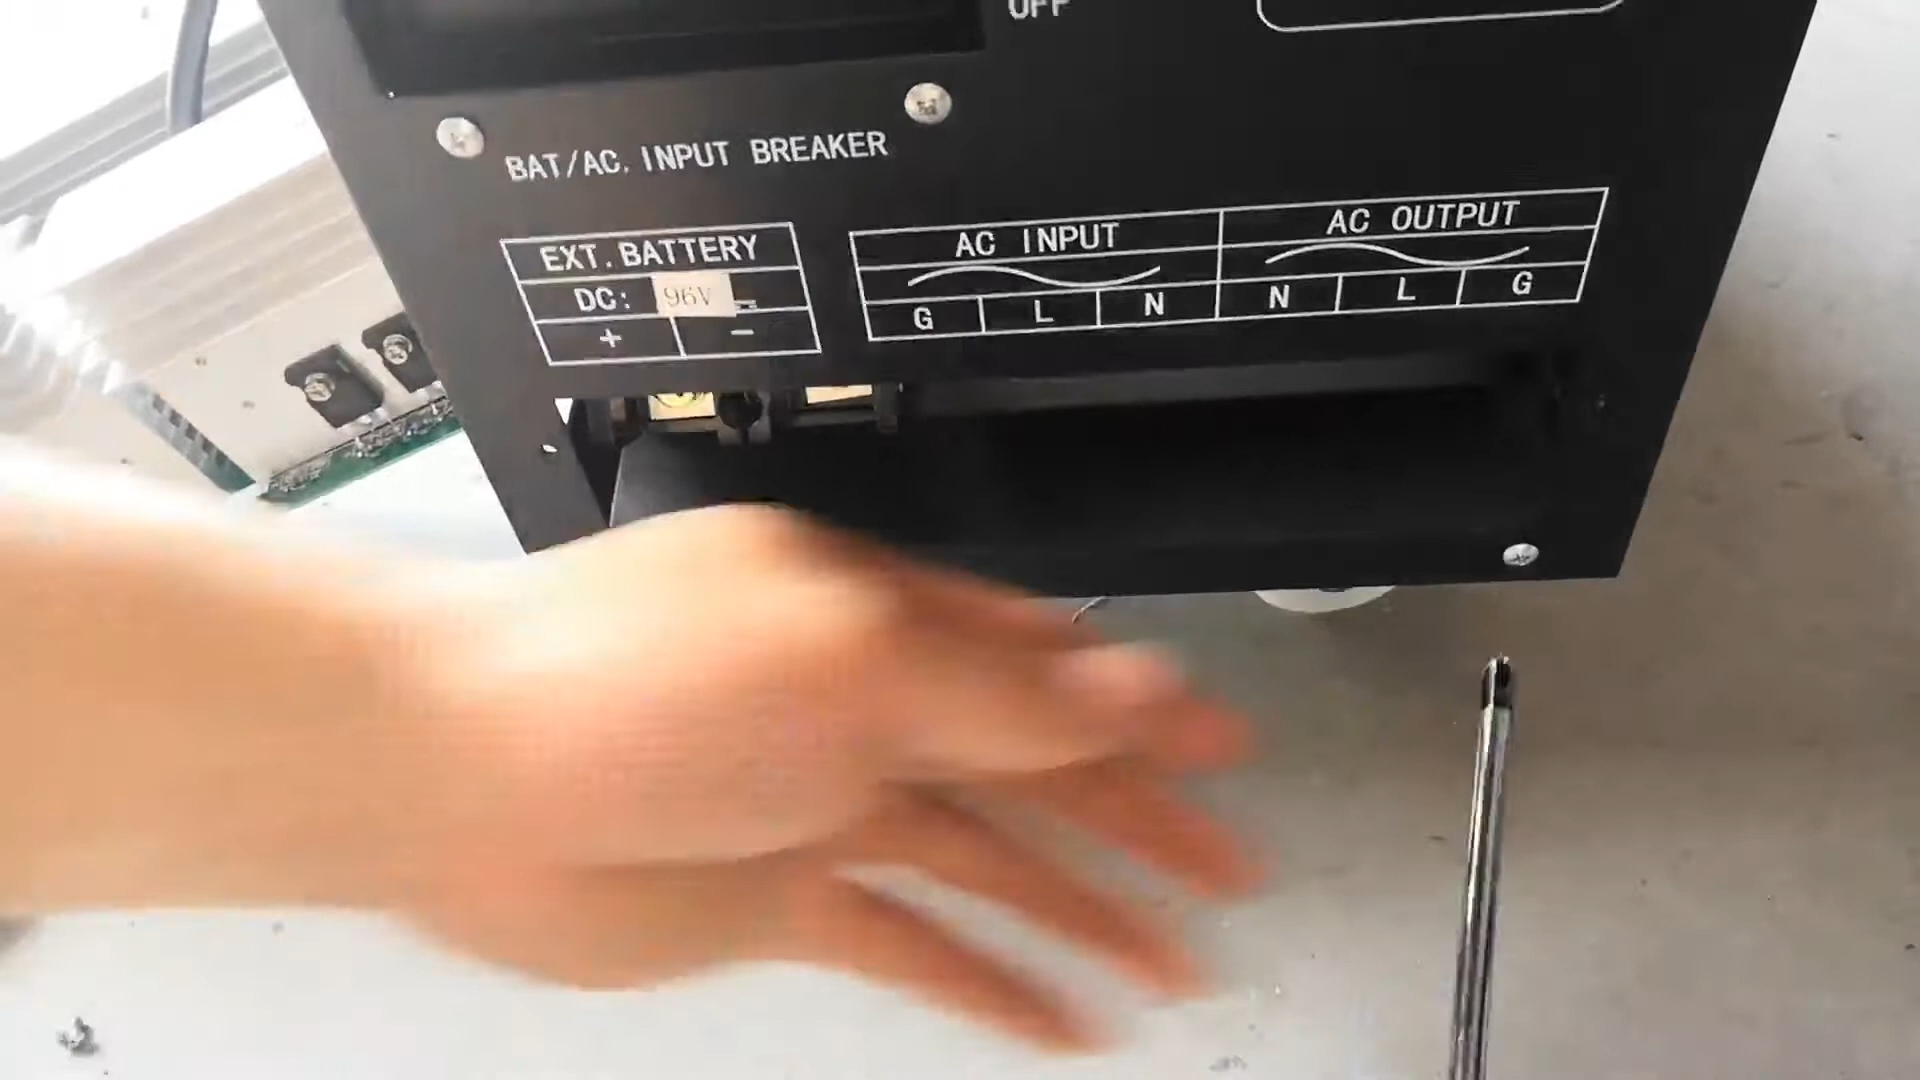 OFF
BAT/AC. INPUT BREAKER
EXT. BATTERY
DC: 96V
+ -
AC INPUT
G L N
AC OUTPUT
N L G